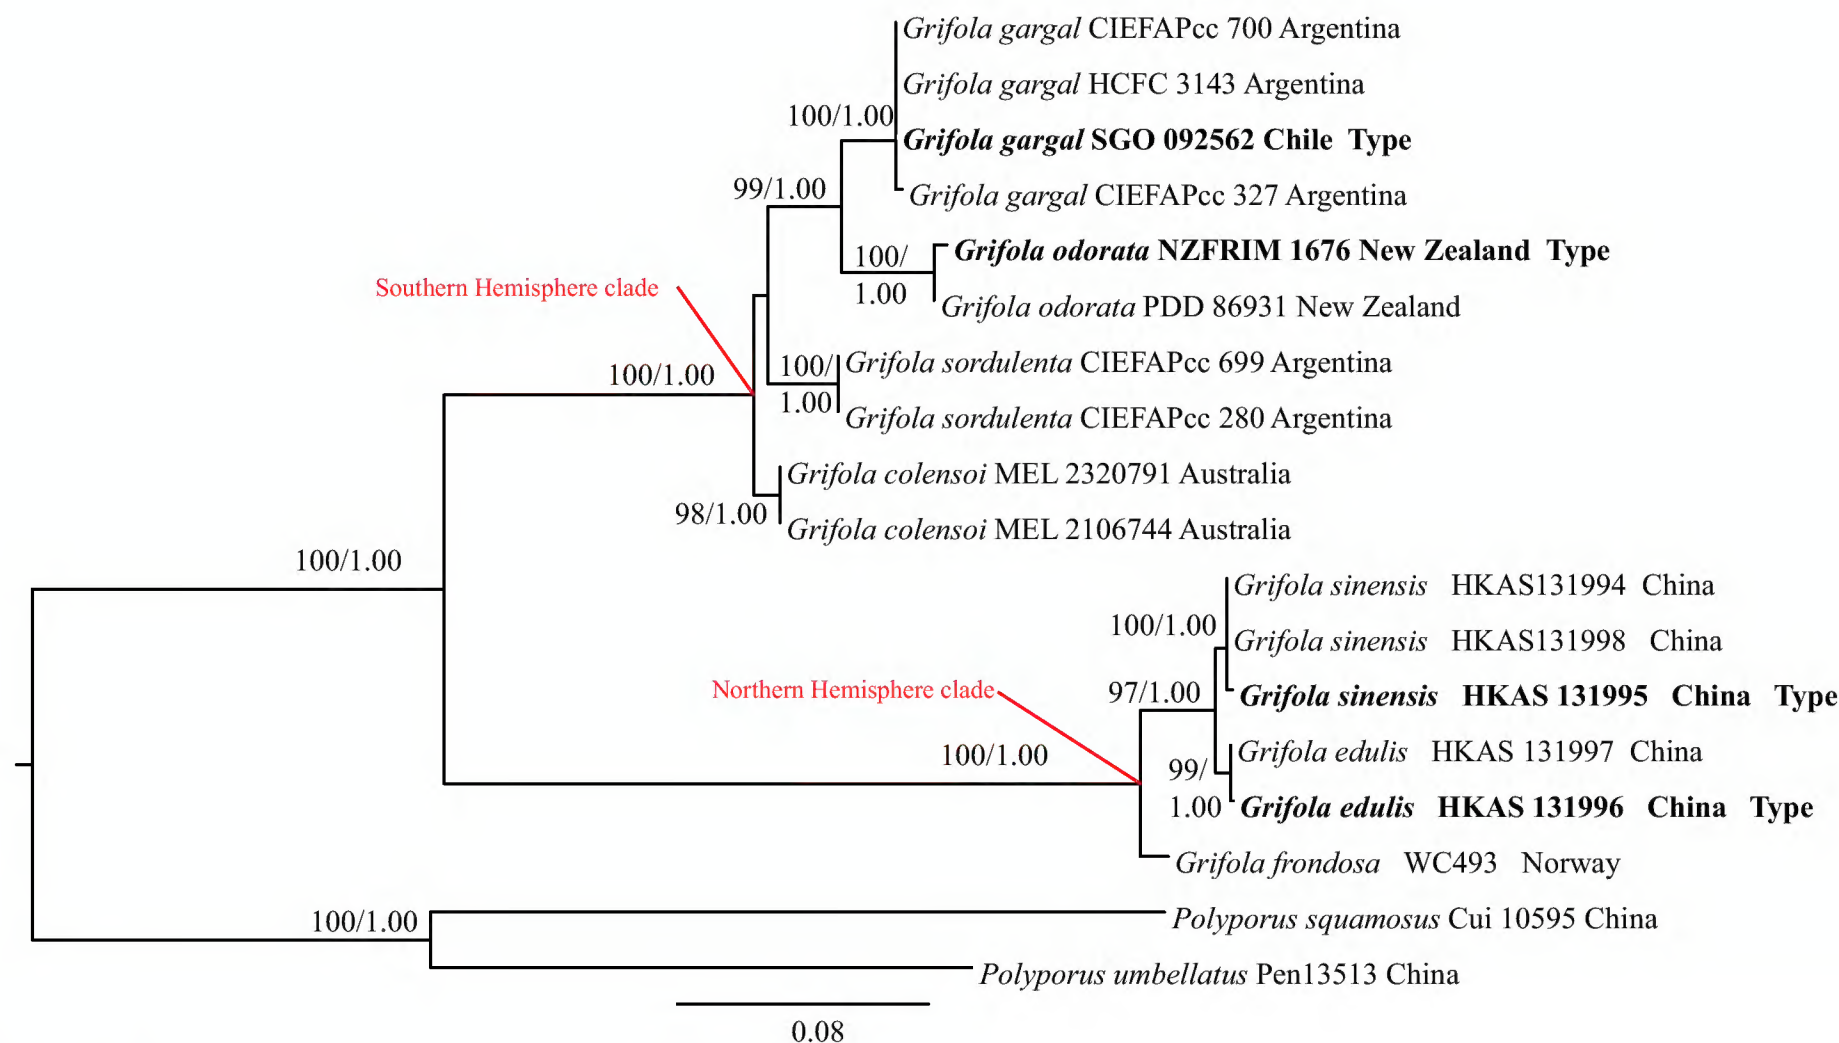 Grifola gargal CIEFAPcc 700 Argentina
Grifola gargal HCFC 3143 Argentina
100/1.00
Grifola gargal SGO 092562 Chile Type
99/1.00
Grifola gargal CIEFAPcc 327 Argentina
100/
1.00
Grifola odorata NZFRIM 1676 New Zealand Type
Southern Hemisphere clade
Grifola odorata PDD 86931 New Zealand
100/
1.00
Grifola sordulenta CIEFAPcc 699 Argentina
100/1.00
Grifola sordulenta CIEFAPcc 280 Argentina
Grifola colensoi MEL 2320791 Australia
98/1.00
Grifola colensoi MEL 2106744 Australia
100/1.00
Grifola sinensis HKAS131994 China
100/1.00
Grifola sinensis HKAS131998 China
Northern Hemisphere clade
97/1.00
Grifola sinensis HKAS 131995 China Type
Grifola edulis HKAS 131997 China
100/1.00
99/
1.00
Grifola edulis HKAS 131996 China Type
Grifola frondosa WC493 Norway
100/1.00
Polyporus squamosus Cui 10595 China
Polyporus umbellatus Pen13513 China
0.08